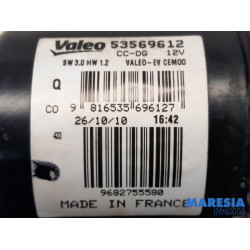 Valeo 53569612
CC-DG 12V
SW 3.0 HW 1.2 VALEO-EV CEMOO
Q
CO 9 816535 696127
26/10/10 16:42
433
9682755580
MADE IN FRANCE
MARESIA